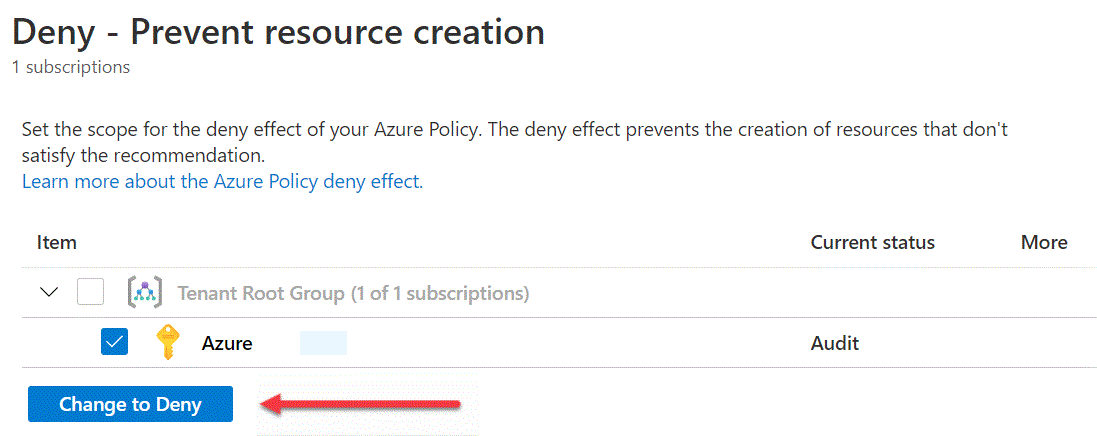 Deny - Prevent resource creation
1 subscriptions
Set the scope for the deny effect of your Azure Policy. The deny effect prevents the creation of resources that don't
satisfy the recommendation.
Learn more about the Azure Policy deny effect.
Item Current status More
Tenant Root Group (1 of 1 subscriptions)
Azure Audit
Change to Deny